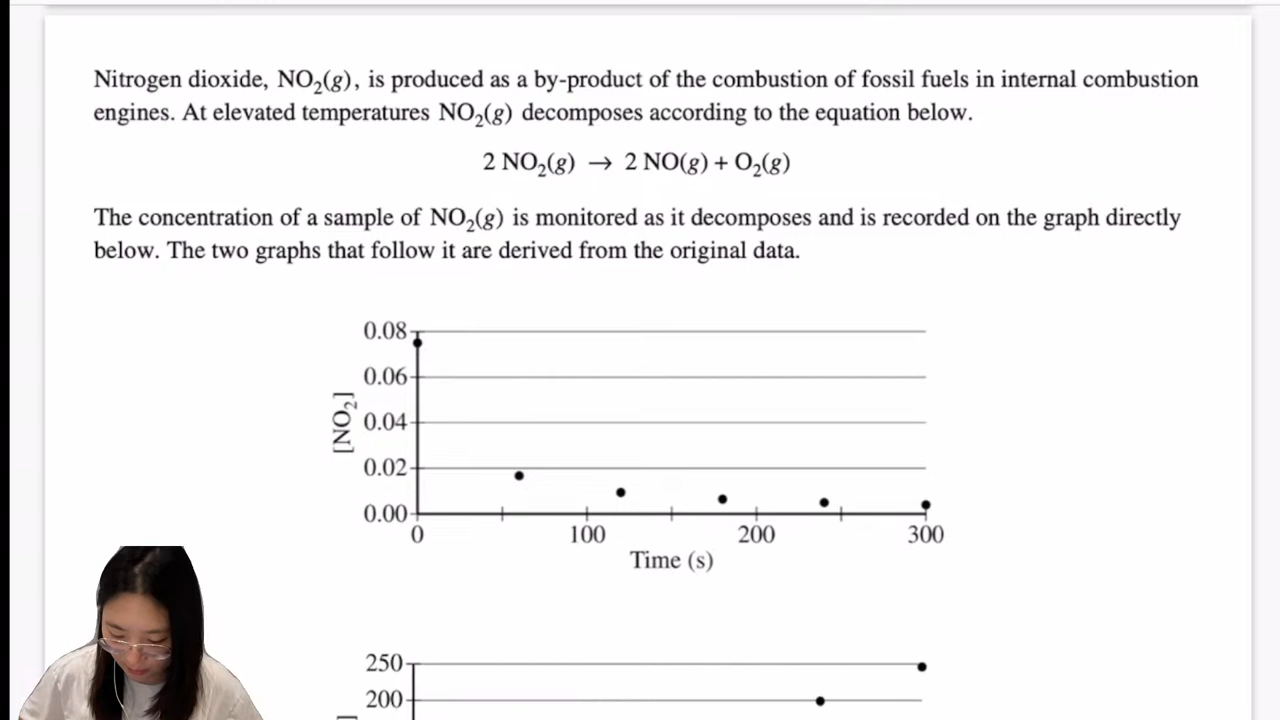 Nitrogen dioxide, NO₂(g), is produced as a by-product of the combustion of fossil fuels in internal combustion
engines. At elevated temperatures NO₂(g) decomposes according to the equation below.
2 NO₂(g) → 2 NO(g) + O₂(g)
The concentration of a sample of NO₂(g) is monitored as it decomposes and is recorded on the graph directly
below. The two graphs that follow it are derived from the original data.
[NO₂]
0.08
0.06
0.04
0.02
0.00
0 100 200 300
Time (s)
250
200